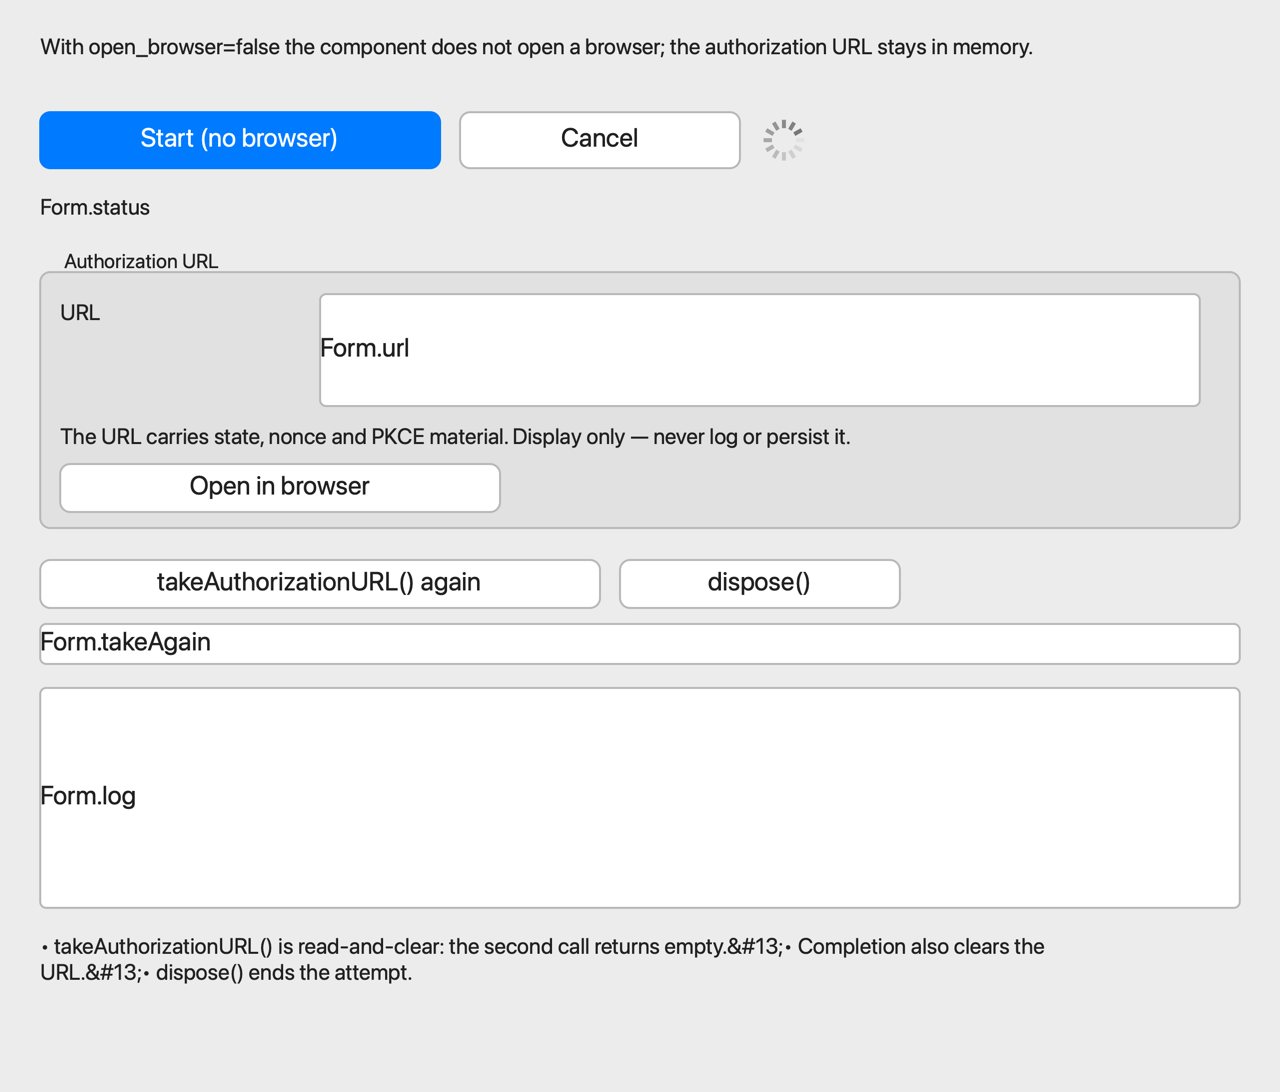 With open_browser=false the component does not open a browser; the authorization URL stays in memory.
Start (no browser)
Cancel
Form.status
Authorization URL
URL
Form.url
The URL carries state, nonce and PKCE material. Display only — never log or persist it.
Open in browser
takeAuthorizationURL() again
dispose()
Form.takeAgain
Form.log
• takeAuthorizationURL() is read-and-clear: the second call returns empty.&#13;• Completion also clears the
URL.&#13;• dispose() ends the attempt.